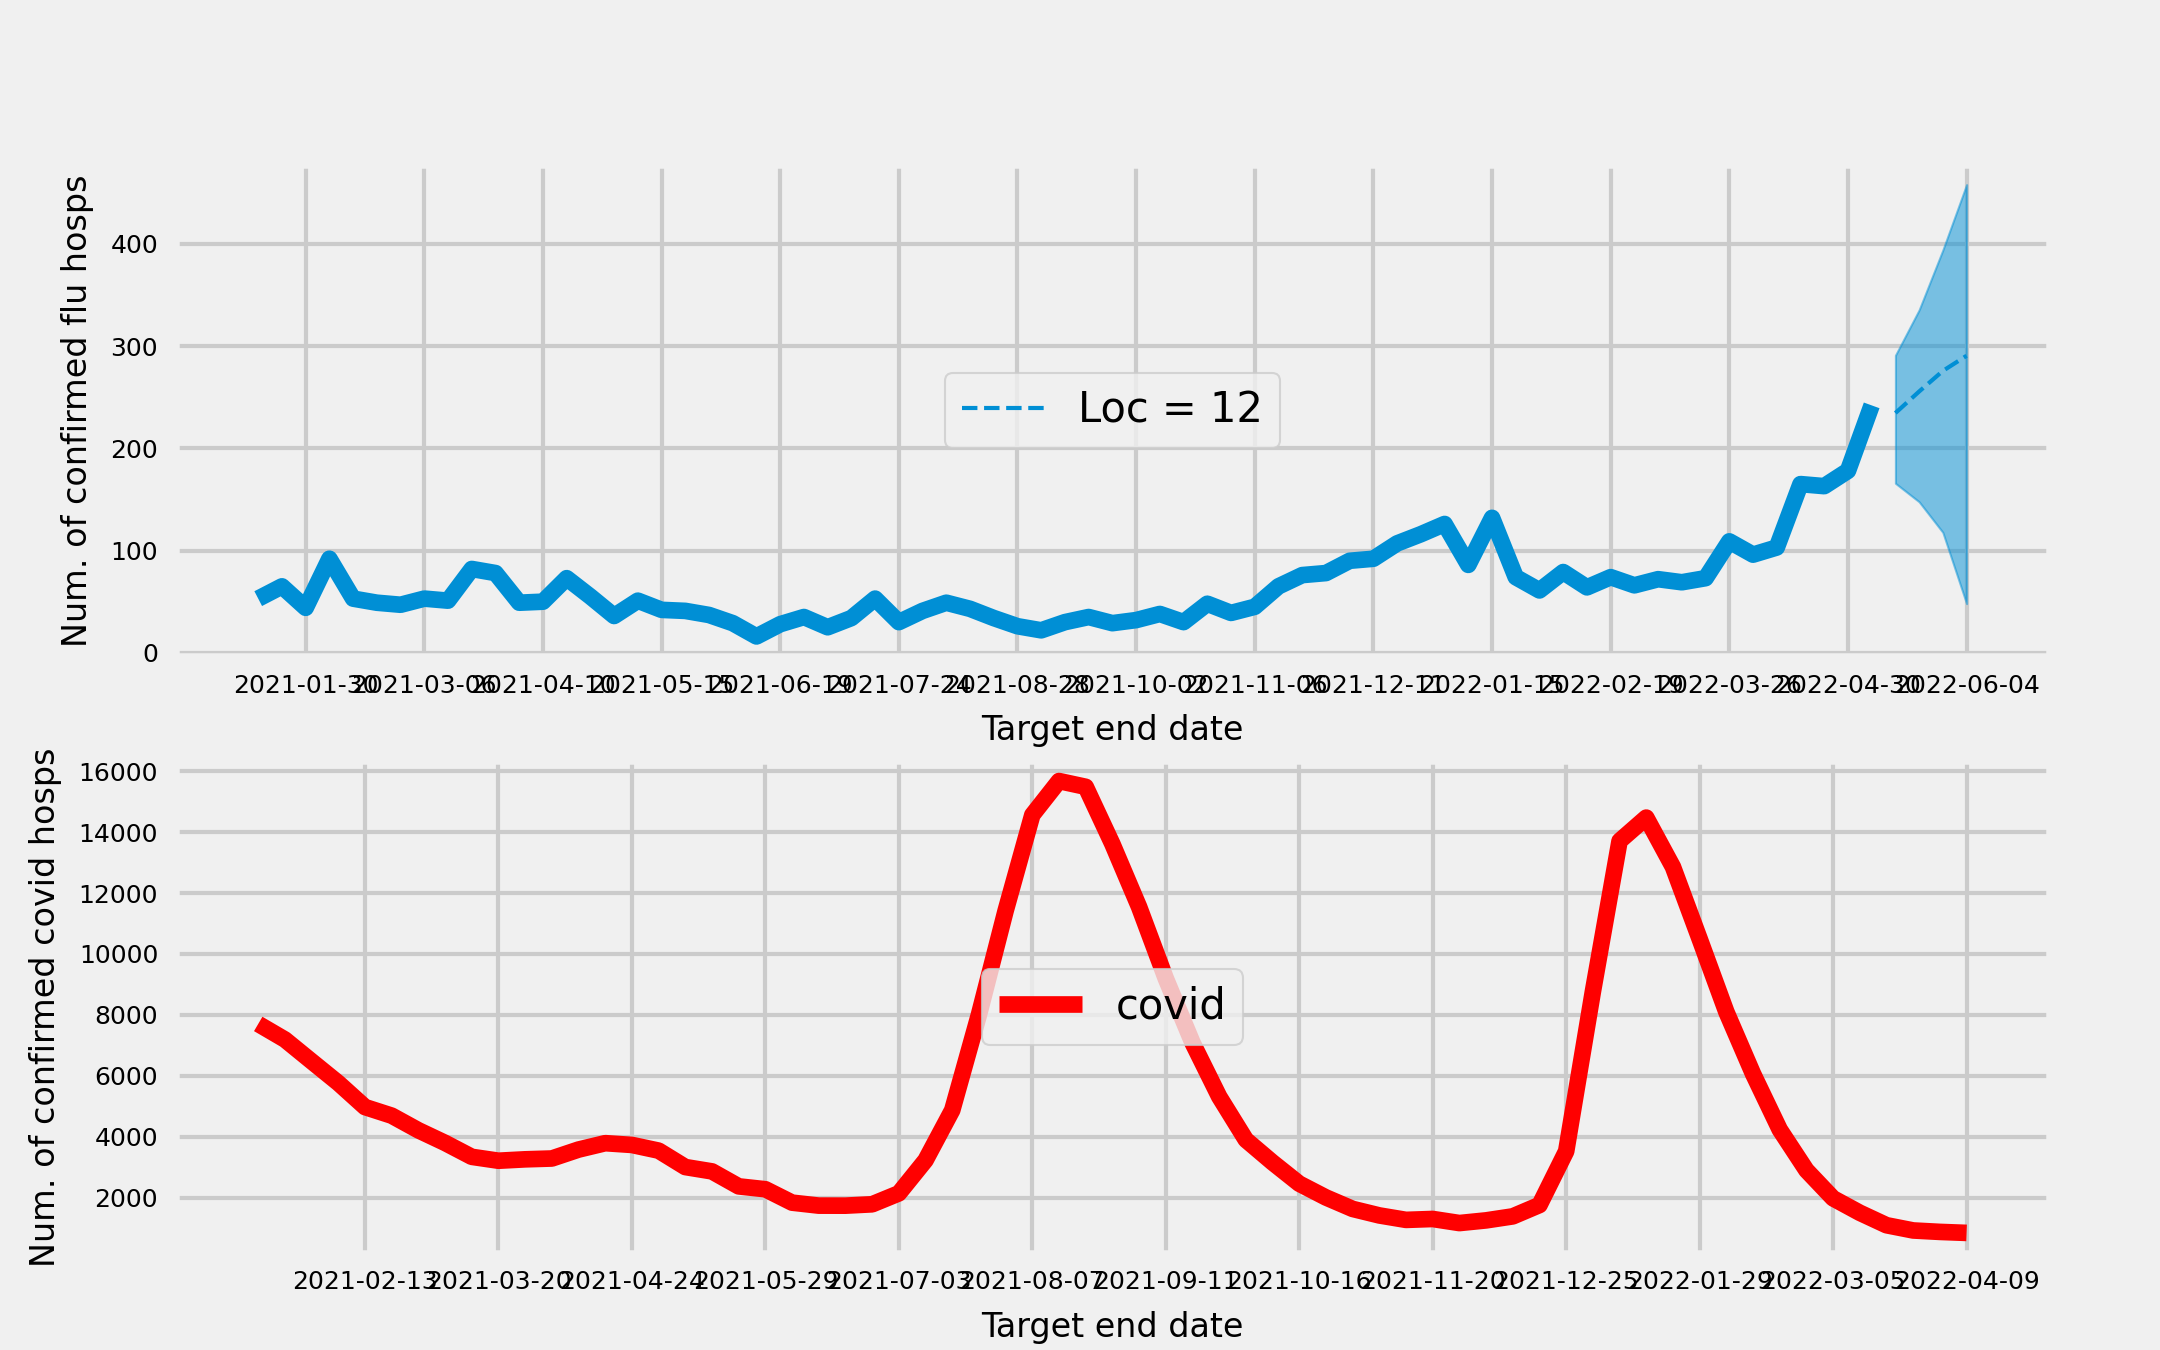 Num. of confirmed flu hosps
400
300
200
100
0
Loc = 12
2021-01-30 2021-03-06 2021-04-10 2021-05-15 2021-06-19 2021-07-24 2021-08-28 2021-10-02 2021-11-06 2021-12-11 2022-01-15 2022-02-19 2022-03-26 2022-04-30 2022-06-04
Target end date
Num. of confirmed covid hosps
16000
14000
12000
10000
8000
6000
4000
2000
covid
2021-02-13 2021-03-20 2021-04-24 2021-05-29 2021-07-03 2021-08-07 2021-09-11 2021-10-16 2021-11-20 2021-12-25 2022-01-29 2022-03-05 2022-04-09
Target end date